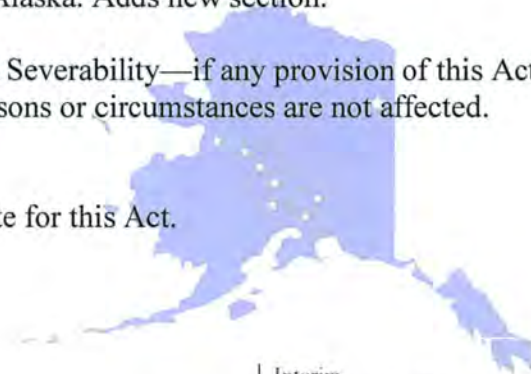 Alaska. Adds new section.
Severability—if any provision of this Act
sons or circumstances are not affected.
te for this Act.
Interim